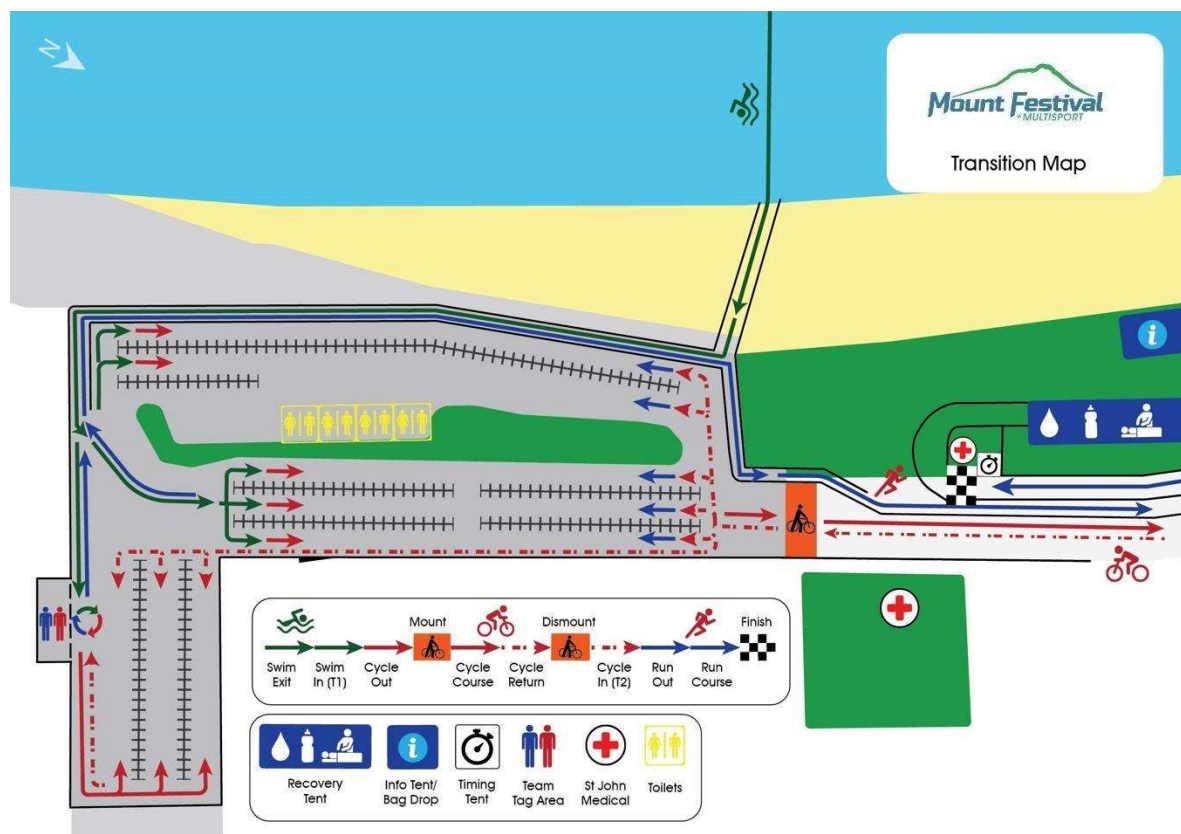 N
Mount Festival
of MULTISPORT
Transition Map
i
Mount
Dismount
Finish
Swim
Exit
Swim
In (T1)
Cycle
Out
Cycle
Course
Cycle
Return
Cycle
In (T2)
Run
Out
Run
Course
i
Recovery
Tent
Info Tent/
Bag Drop
Timing
Tent
Team
Tag Area
St John
Medical
Toilets